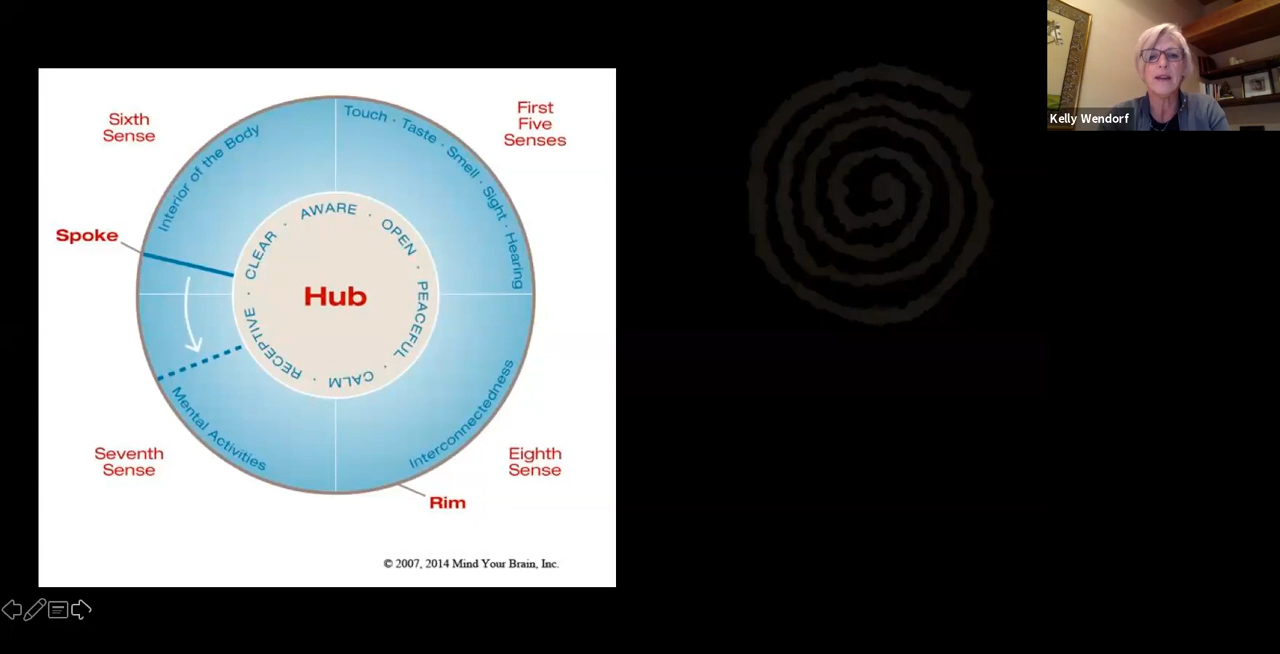 Sixth
Sense
First
Five
Senses
Interior of the Body
Touch · Taste · Smell · Sight · Hearing
Spoke
AWARE · OPEN · PEACEFUL · CALM · RECEPTIVE · CLEAR ·
Hub
Mental Activities
Interconnectedness
Seventh
Sense
Eighth
Sense
Rim
© 2007, 2014 Mind Your Brain, Inc.
Kelly Wendorf